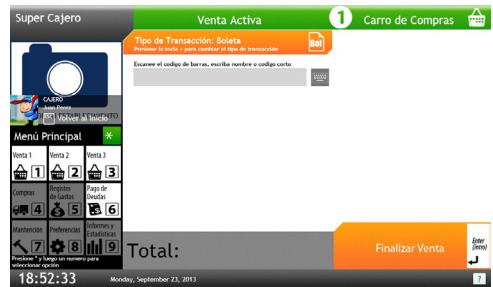 Super Cajero
Venta Activa
1 Carro de Compras
Tipo de Transacción: Boleta
Presione la tecla + para cambiar el tipo de transacción
Bol
Escanee el codigo de barras, escriba nombre o codigo corto
CAJERO
Juan Perez
ESC Volver al Inicio
Menú Principal *
Venta 1 Venta 2 Venta 3
1 2 3
Compras Registro de Gastos Pago de Deudas
4 5 6
Mantención Preferencias Informes y Estadísticas
7 8 9
Presione * y luego un numero para
seleccionar opción
Total:
Finalizar Venta
Enter
(intro)
18:52:33
Monday, September 23, 2013
?